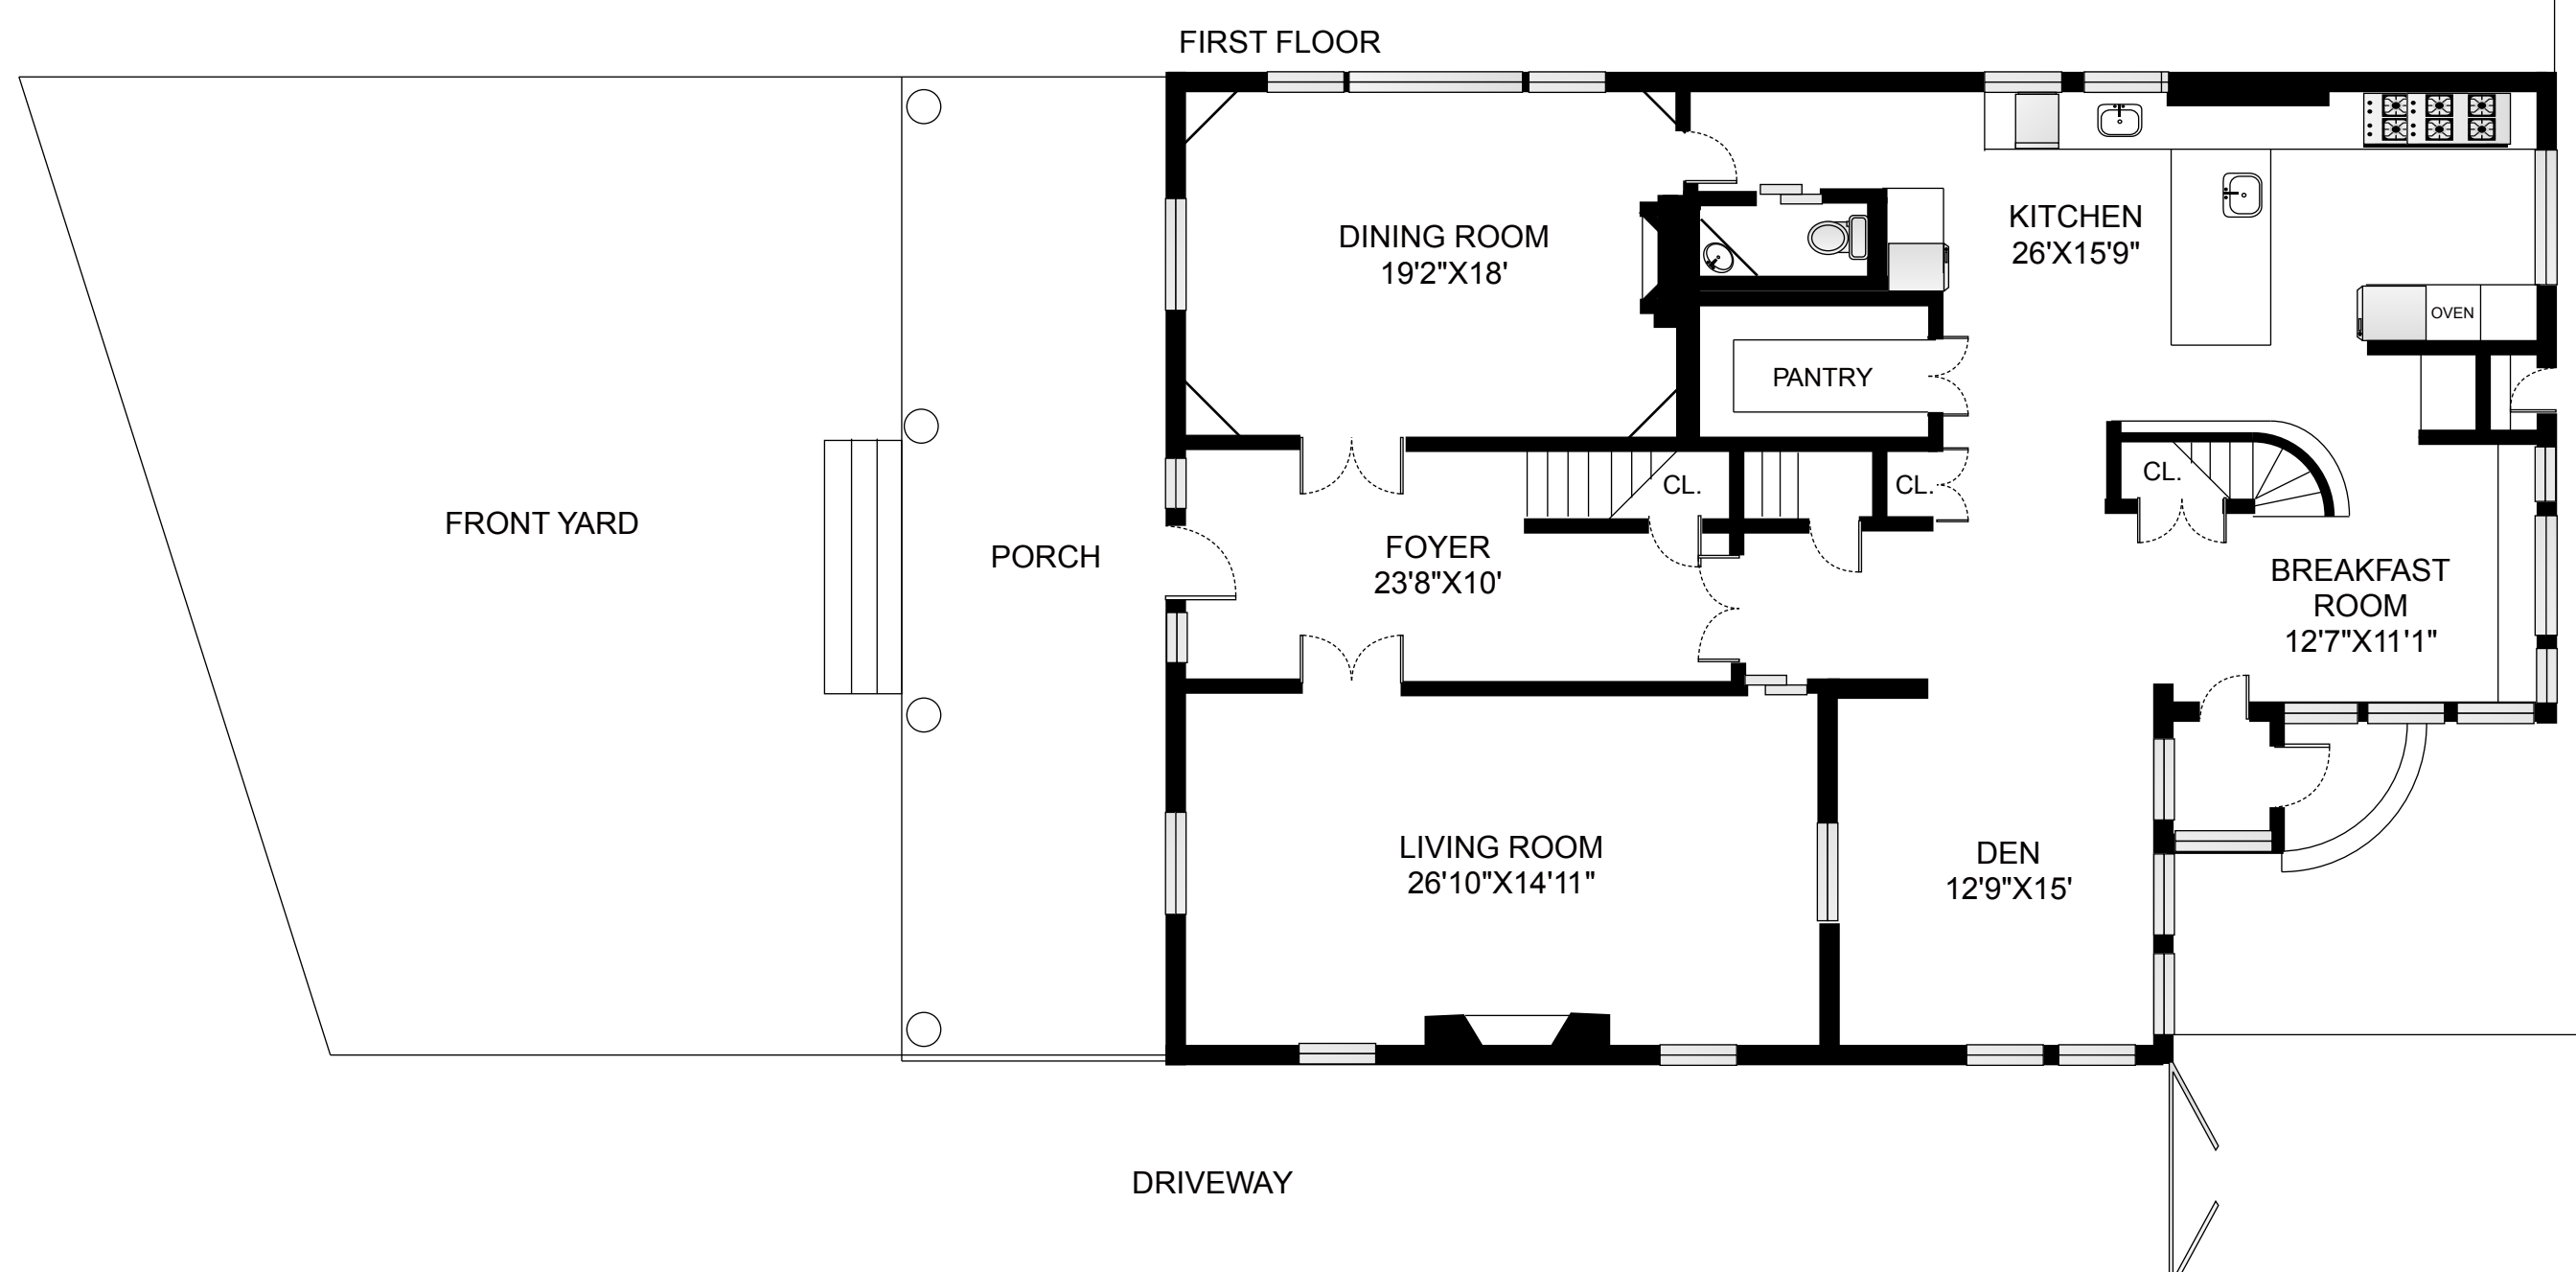 FIRST FLOOR
DINING ROOM
19'2"X18'
KITCHEN
26'X15'9"
OVEN
PANTRY
CL.
CL.
CL.
FRONT YARD
PORCH
FOYER
23'8"X10'
BREAKFAST
ROOM
12'7"X11'1"
LIVING ROOM
26'10"X14'11"
DEN
12'9"X15'
DRIVEWAY